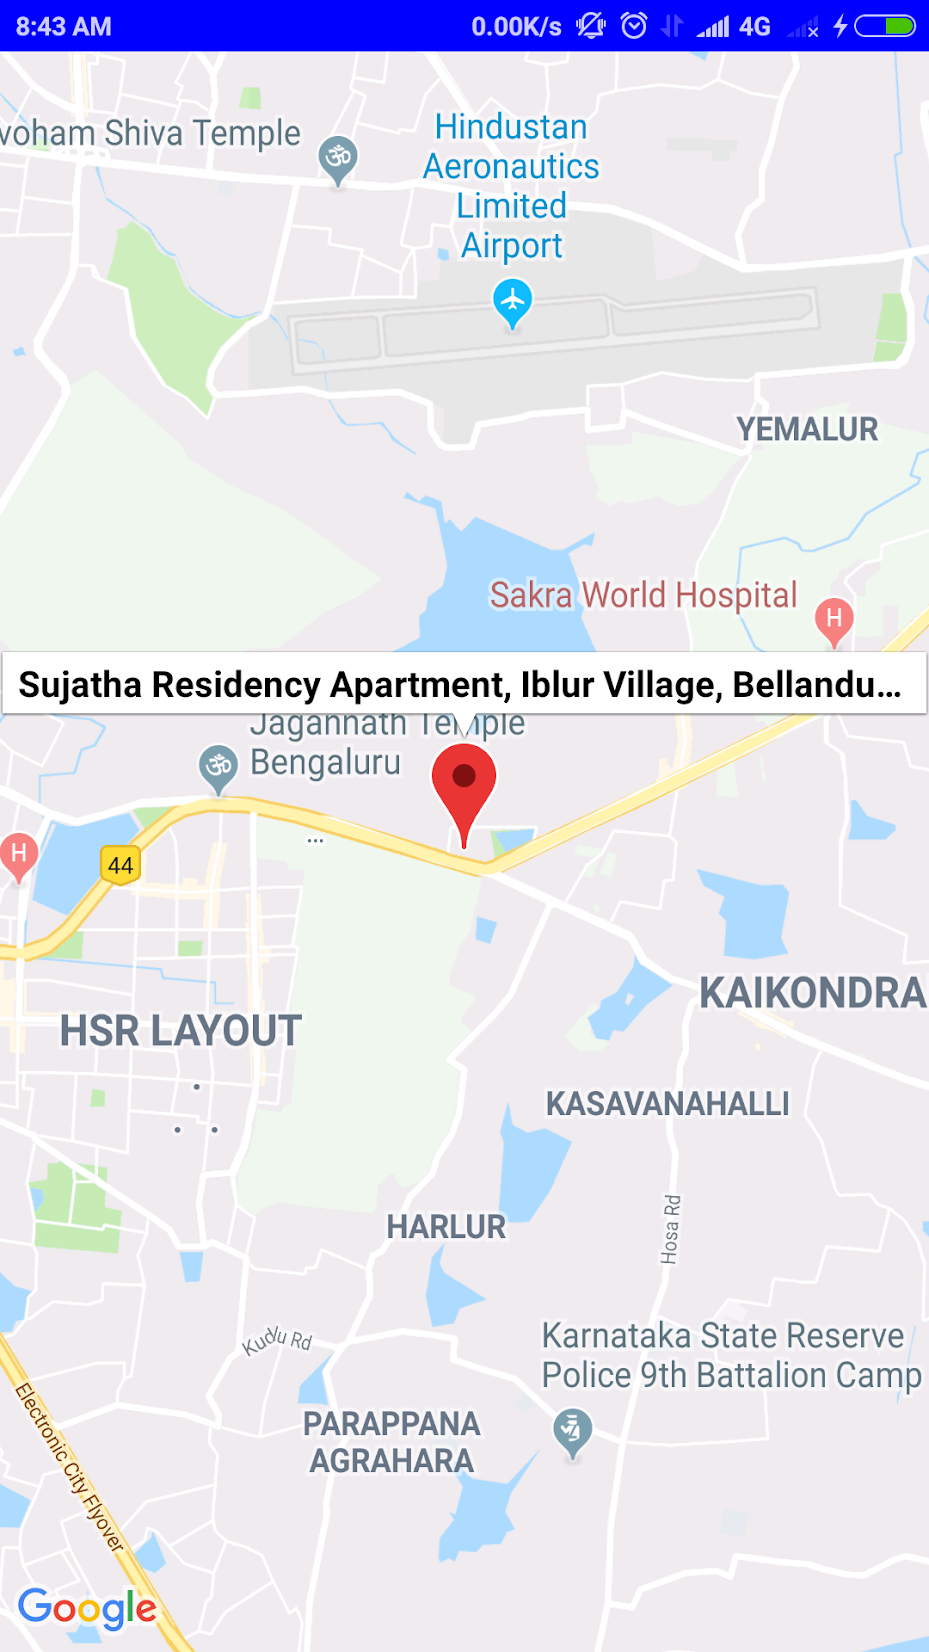 8:43 AM 0.00K/s 4G
voham Shiva Temple
Hindustan
Aeronautics
Limited
Airport
YEMALUR
Sakra World Hospital
H
Sujatha Residency Apartment, Iblur Village, Bellandu...
Jagannath Temple
Bengaluru
H
44
...
KAIKONDRA
HSR LAYOUT
KASAVANAHALLI
HARLUR
Hosa Rd
Kudlu Rd
Karnataka State Reserve
Police 9th Battalion Camp
Electronic City Flyover
PARAPPANA
AGRAHARA
Google